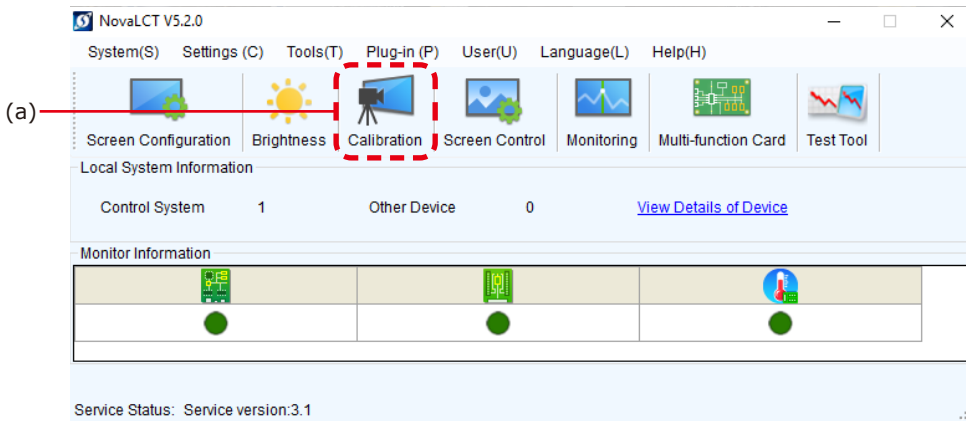 NovaLCT V5.2.0
System(S) Settings (C) Tools(T) Plug-in (P) User(U) Language(L) Help(H)
(a)
Screen Configuration Brightness Calibration Screen Control Monitoring Multi-function Card Test Tool
Local System Information
Control System 1 Other Device 0 View Details of Device
Monitor Information
Service Status: Service version:3.1